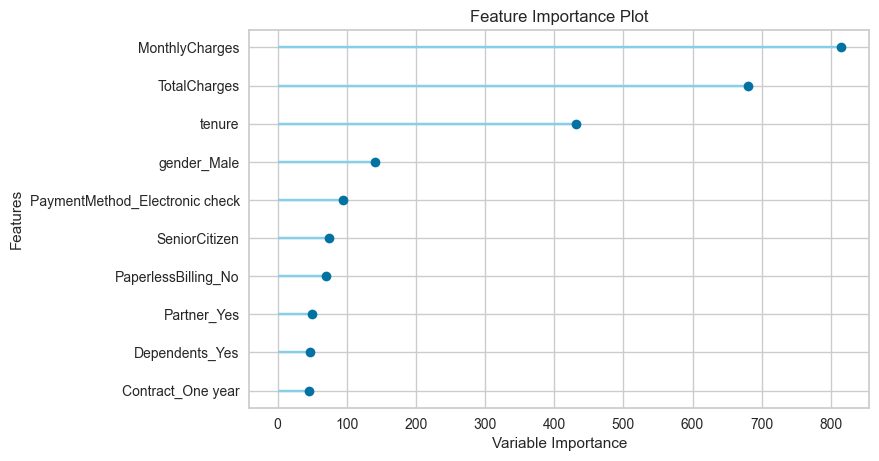 Feature Importance Plot
Features
MonthlyCharges
TotalCharges
tenure
gender_Male
PaymentMethod_Electronic check
SeniorCitizen
PaperlessBilling_No
Partner_Yes
Dependents_Yes
Contract_One year
0 100 200 300 400 500 600 700 800
Variable Importance